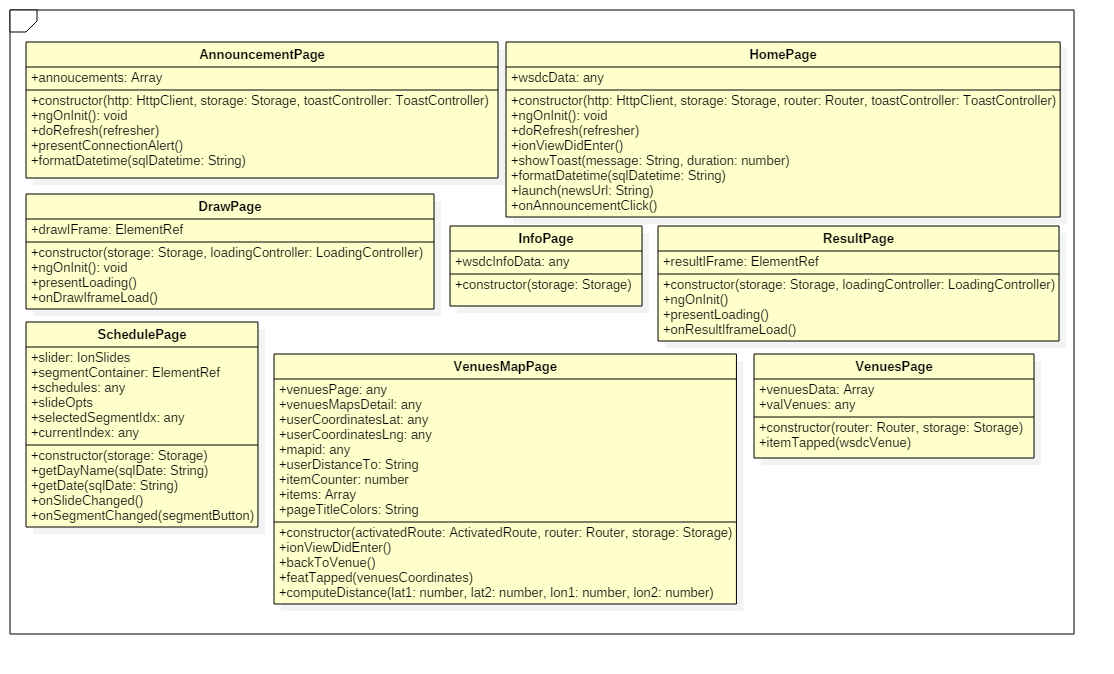 AnnouncementPage
+annoucements: Array
+constructor(http: HttpClient, storage: Storage, toastController: ToastController)
+ngOnInit(): void
+doRefresh(refresher)
+presentConnectionAlert()
+formatDatetime(sqlDatetime: String)
HomePage
+wsdcData: any
+constructor(http: HttpClient, storage: Storage, router: Router, toastController: ToastController)
+ngOnInit(): void
+doRefresh(refresher)
+ionViewDidEnter()
+showToast(message: String, duration: number)
+formatDatetime(sqlDatetime: String)
+launch(newsUrl: String)
+onAnnouncementClick()
DrawPage
+drawIFrame: ElementRef
+constructor(storage: Storage, loadingController: LoadingController)
+ngOnInit(): void
+presentLoading()
+onDrawIframeLoad()
InfoPage
+wsdcInfoData: any
+constructor(storage: Storage)
ResultPage
+resultIFrame: ElementRef
+constructor(storage: Storage, loadingController: LoadingController)
+ngOnInit()
+presentLoading()
+onResultIframeLoad()
SchedulePage
+slider: IonSlides
+segmentContainer: ElementRef
+schedules: any
+slideOpts
+selectedSegmentIdx: any
+currentIndex: any
+constructor(storage: Storage)
+getDayName(sqlDate: String)
+getDate(sqlDate: String)
+onSlideChanged()
+onSegmentChanged(segmentButton)
VenuesMapPage
+venuesPage: any
+venuesMapsDetail: any
+userCoordinatesLat: any
+userCoordinatesLng: any
+mapid: any
+userDistanceTo: String
+itemCounter: number
+items: Array
+pageTitleColors: String
+constructor(activatedRoute: ActivatedRoute, router: Router, storage: Storage)
+ionViewDidEnter()
+backToVenue()
+featTapped(venuesCoordinates)
+computeDistance(lat1: number, lat2: number, lon1: number, lon2: number)
VenuesPage
+venuesData: Array
+valVenues: any
+constructor(router: Router, storage: Storage)
+itemTapped(wsdcVenue)